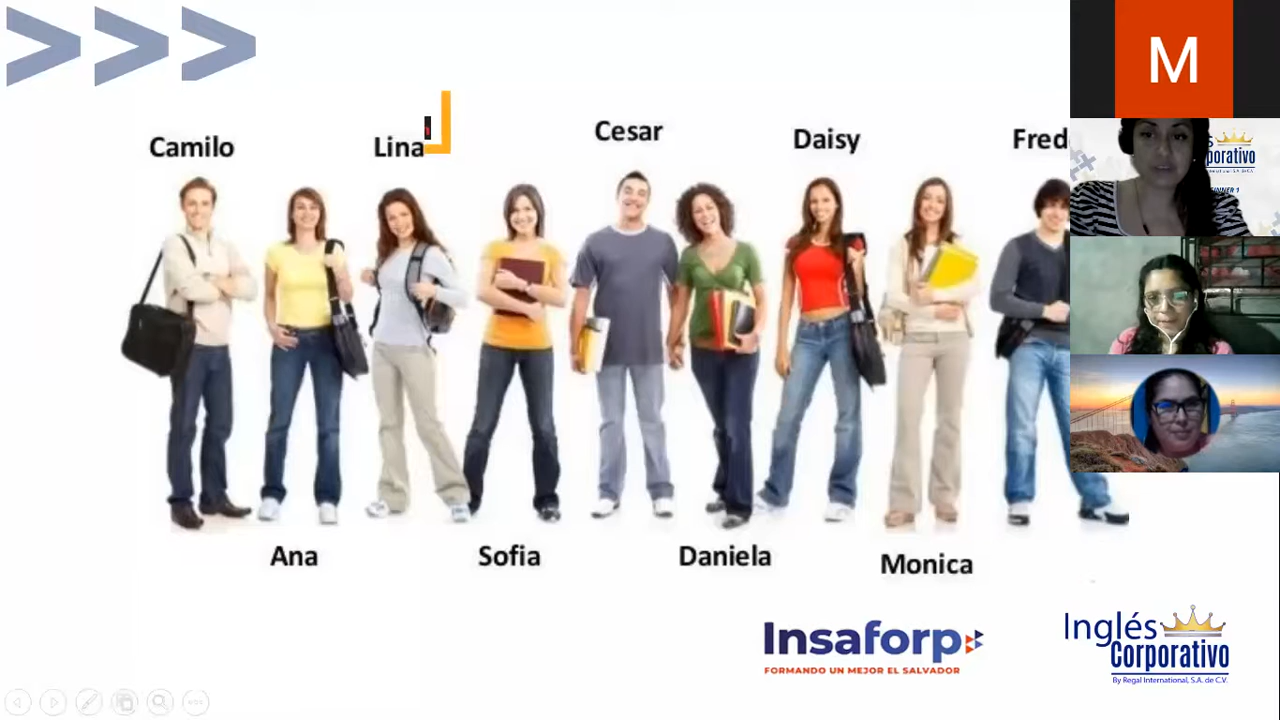 M
Camilo
Lina
Cesar
Daisy
Fred
porativo
Ana
Sofia
Daniela
Monica
Insaforp
FORMANDO UN MEJOR EL SALVADOR
Inglés
Corporativo
By Regal International, S.A. de C.V.